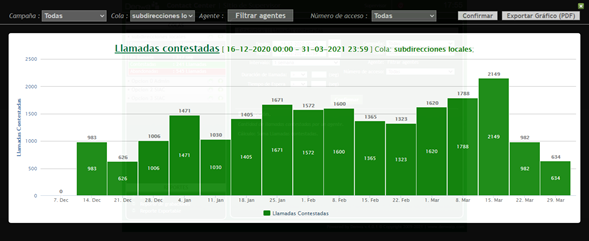 Campaña : Todas Cola : subdirecciones lo Agente : Filtrar agentes Número de acceso : Todas Confirmar Exportar Gráfico (PDF)
Llamadas contestadas [ 16-12-2020 00:00 - 31-03-2021 23:59 ] Cola: subdirecciones locales.
Llamadas Contestadas
2500
2000
1500
1000
500
0
0 983 626 1006 1471 1030 1405 1671 1572 1600 1365 1323 1620 1788 2149 982 634
983 626 1006 1471 1030 1405 1671 1572 1600 1365 1323 1620 1788 2149 982 634
7. Dec 14. Dec 21. Dec 28. Dec 4. Jan 11. Jan 18. Jan 25. Jan 1. Feb 8. Feb 15. Feb 22. Feb 1. Mar 8. Mar 15. Mar 22. Mar 29. Mar
Llamadas Contestadas